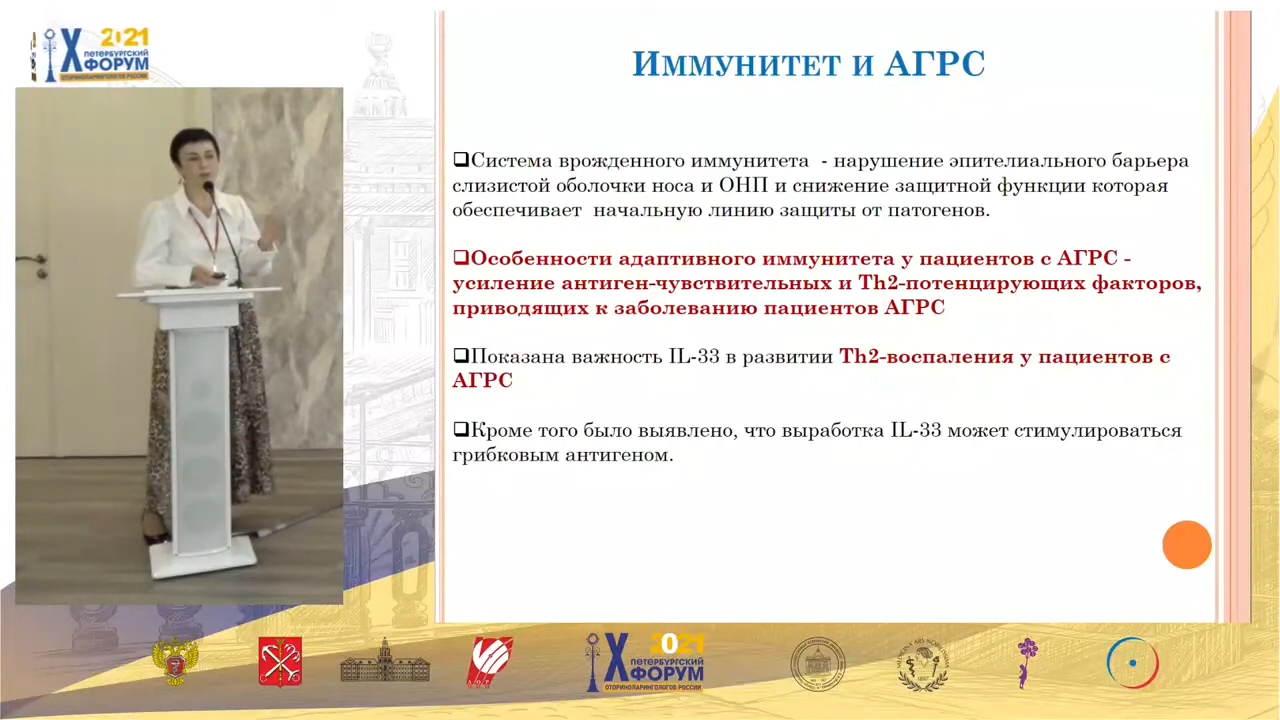 X
2021
ПЕТЕРБУРГСКИЙ
ФОРУМ
ОТОРИНОЛАРИНГОЛОГОВ РОССИИ
Иммунитет и АГРС
Система врожденного иммунитета - нарушение эпителиального барьера
слизистой оболочки носа и ОНП и снижение защитной функции которая
обеспечивает начальную линию защиты от патогенов.
Особенности адаптивного иммунитета у пациентов с АГРС -
усиление антиген-чувствительных и Th2-потенцирующих факторов,
приводящих к заболеванию пациентов АГРС
Показана важность IL-33 в развитии Th2-воспаления у пациентов с
АГРС
Кроме того было выявлено, что выработка IL-33 может стимулироваться
грибковым антигеном.
X
2021
ПЕТЕРБУРГСКИЙ
ФОРУМ
ОТОРИНОЛАРИНГОЛОГОВ РОССИИ